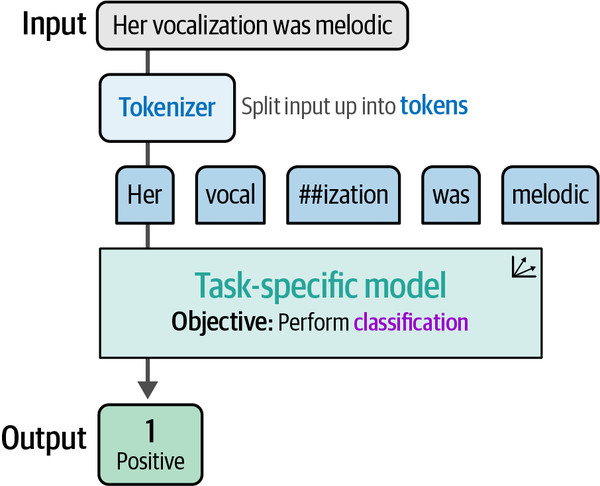 Input
Her vocalization was melodic
Tokenizer
Split input up into tokens
Her vocal ##ization was melodic
Task-specific model
Objective: Perform classification
Output
1
Positive